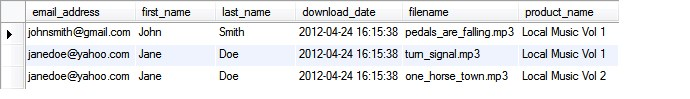 email_address first_name last_name download_date filename product_name
johnsmith@gmail.com John Smith 2012-04-24 16:15:38 pedals_are_falling.mp3 Local Music Vol 1
janedoe@yahoo.com Jane Doe 2012-04-24 16:15:38 turn_signal.mp3 Local Music Vol 1
janedoe@yahoo.com Jane Doe 2012-04-24 16:15:38 one_horse_town.mp3 Local Music Vol 2